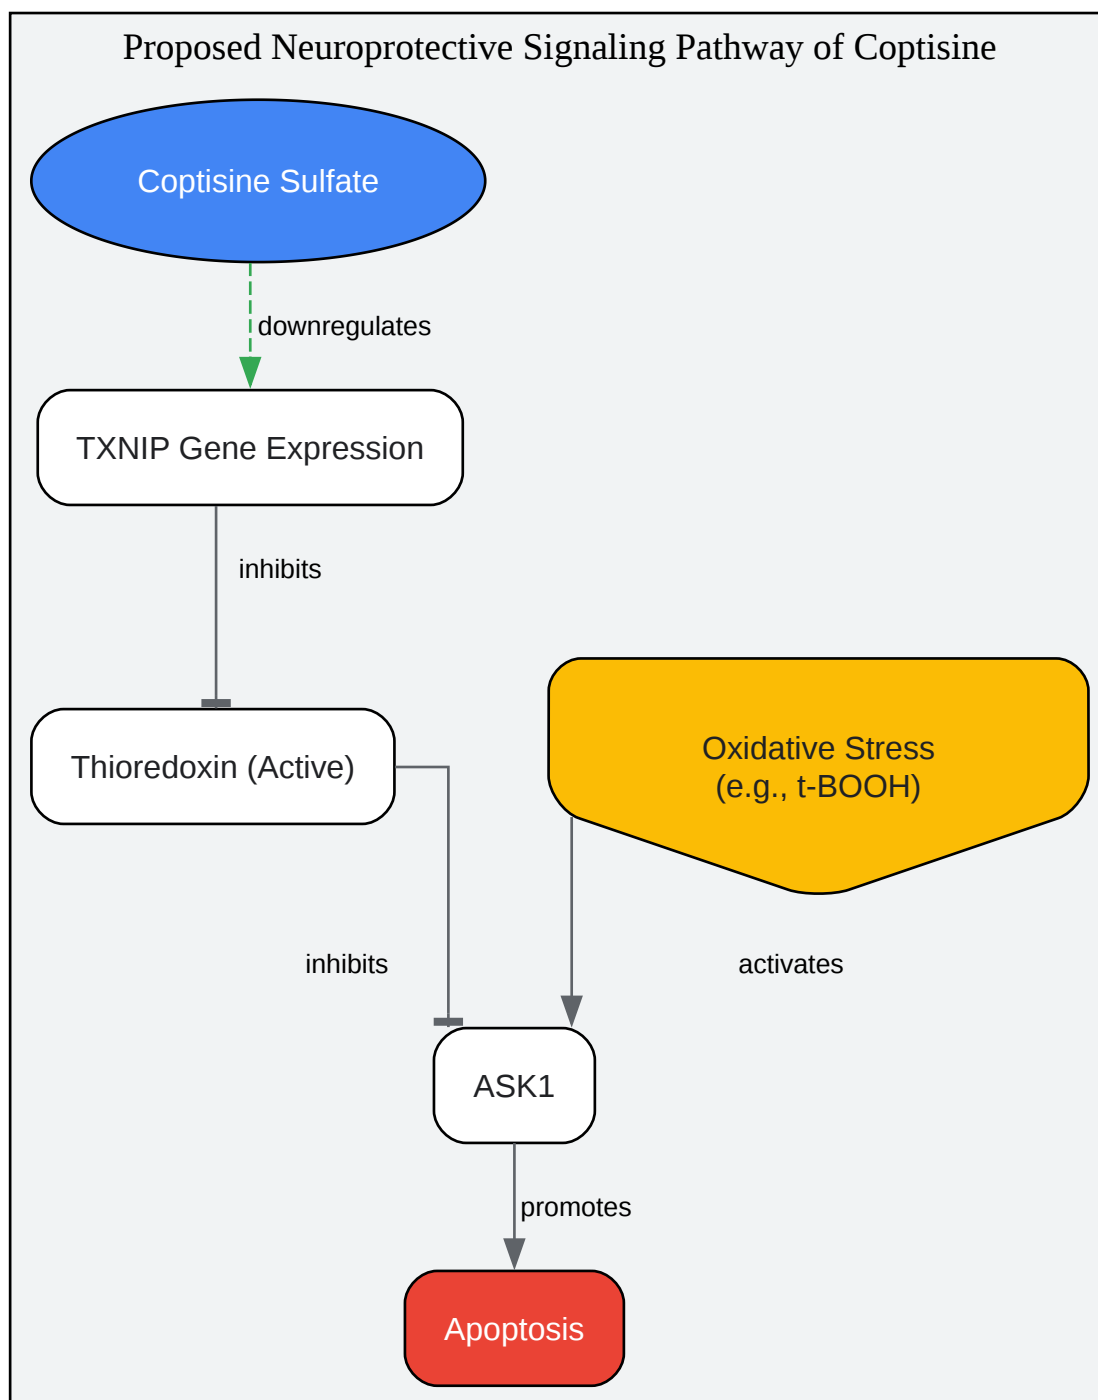 Proposed Neuroprotective Signaling Pathway of Coptisine
Coptisine Sulfate
downregulates
TXNIP Gene Expression
inhibits
Thioredoxin (Active)
Oxidative Stress
(e.g., t-BOOH)
inhibits
activates
ASK1
promotes
Apoptosis